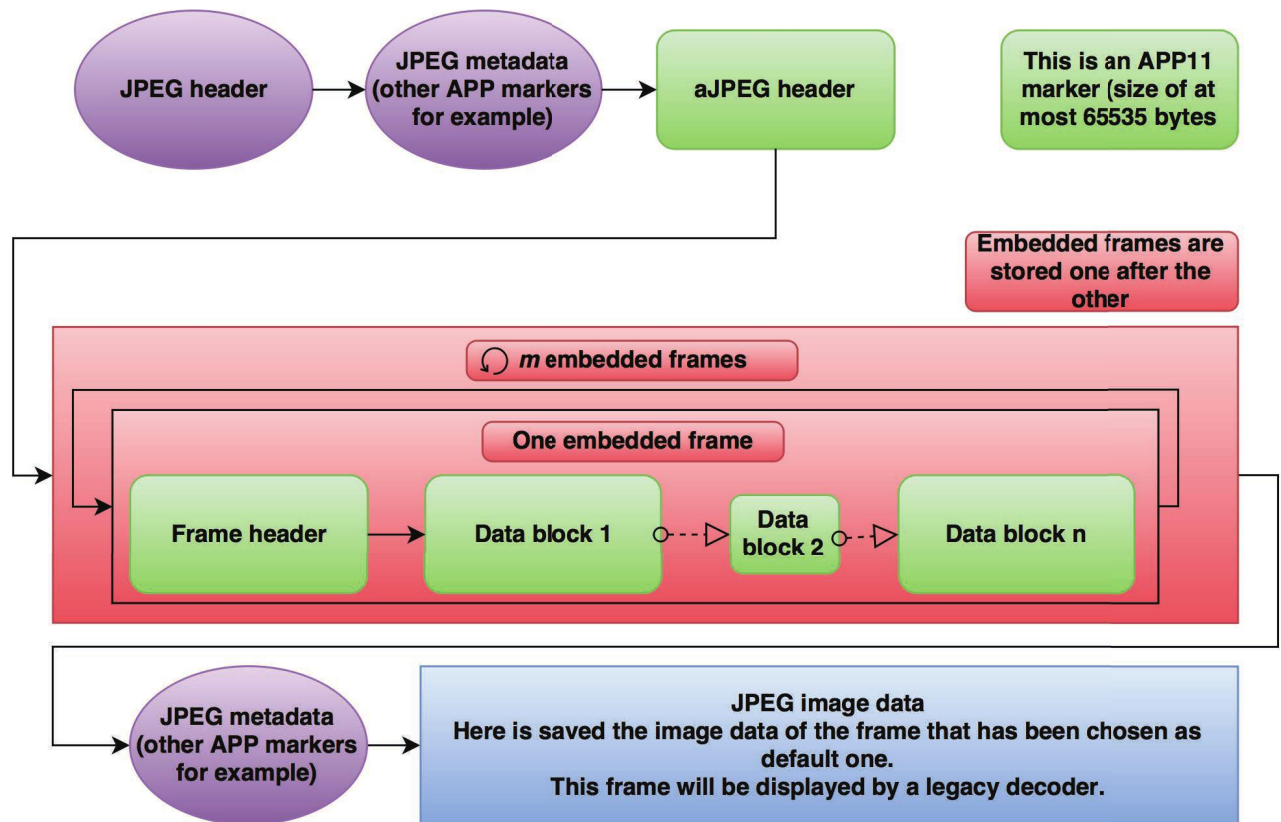 JPEG header
JPEG metadata
(other APP markers
for example)
aJPEG header
This is an APP11
marker (size of at
most 65535 bytes
Embedded frames are
stored one after the
other
m embedded frames
One embedded frame
Frame header
Data block 1
Data
block 2
Data block n
JPEG metadata
(other APP markers
for example)
JPEG image data
Here is saved the image data of the frame that has been chosen as
default one.
This frame will be displayed by a legacy decoder.